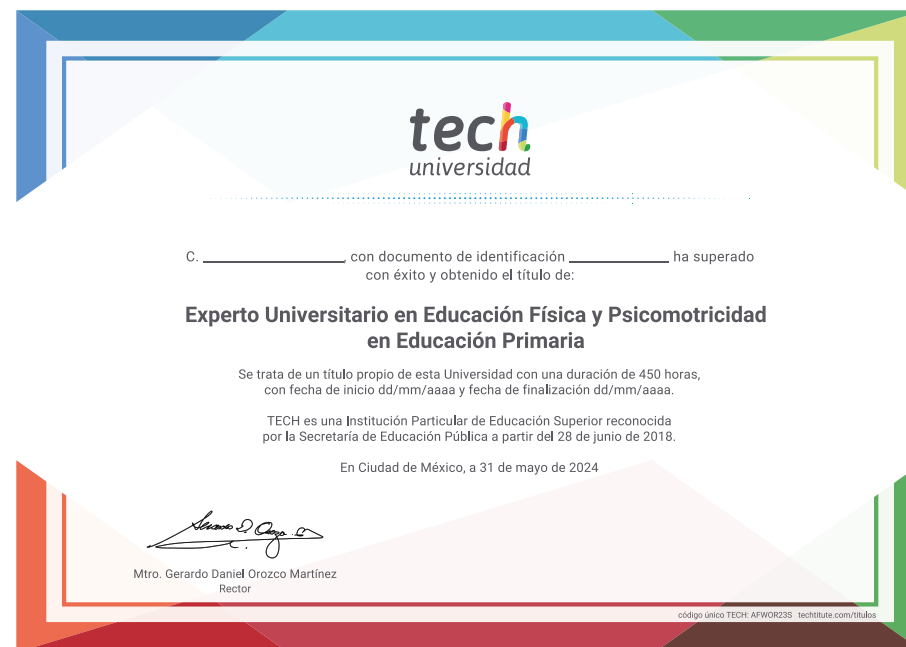 tech
universidad
C. ____________, con documento de identificación ____________ ha superado
con éxito y obtenido el título de:
Experto Universitario en Educación Física y Psicomotricidad
en Educación Primaria
Se trata de un título propio de esta Universidad con una duración de 450 horas,
con fecha de inicio dd/mm/aaaa y fecha de finalización dd/mm/aaaa.
TECH es una Institución Particular de Educación Superior reconocida
por la Secretaría de Educación Pública a partir del 28 de junio de 2018.
En Ciudad de México, a 31 de mayo de 2024
Mtro. Gerardo Daniel Orozco Martínez
Rector
código único TECH: AFWOR23S techtitute.com/titulos